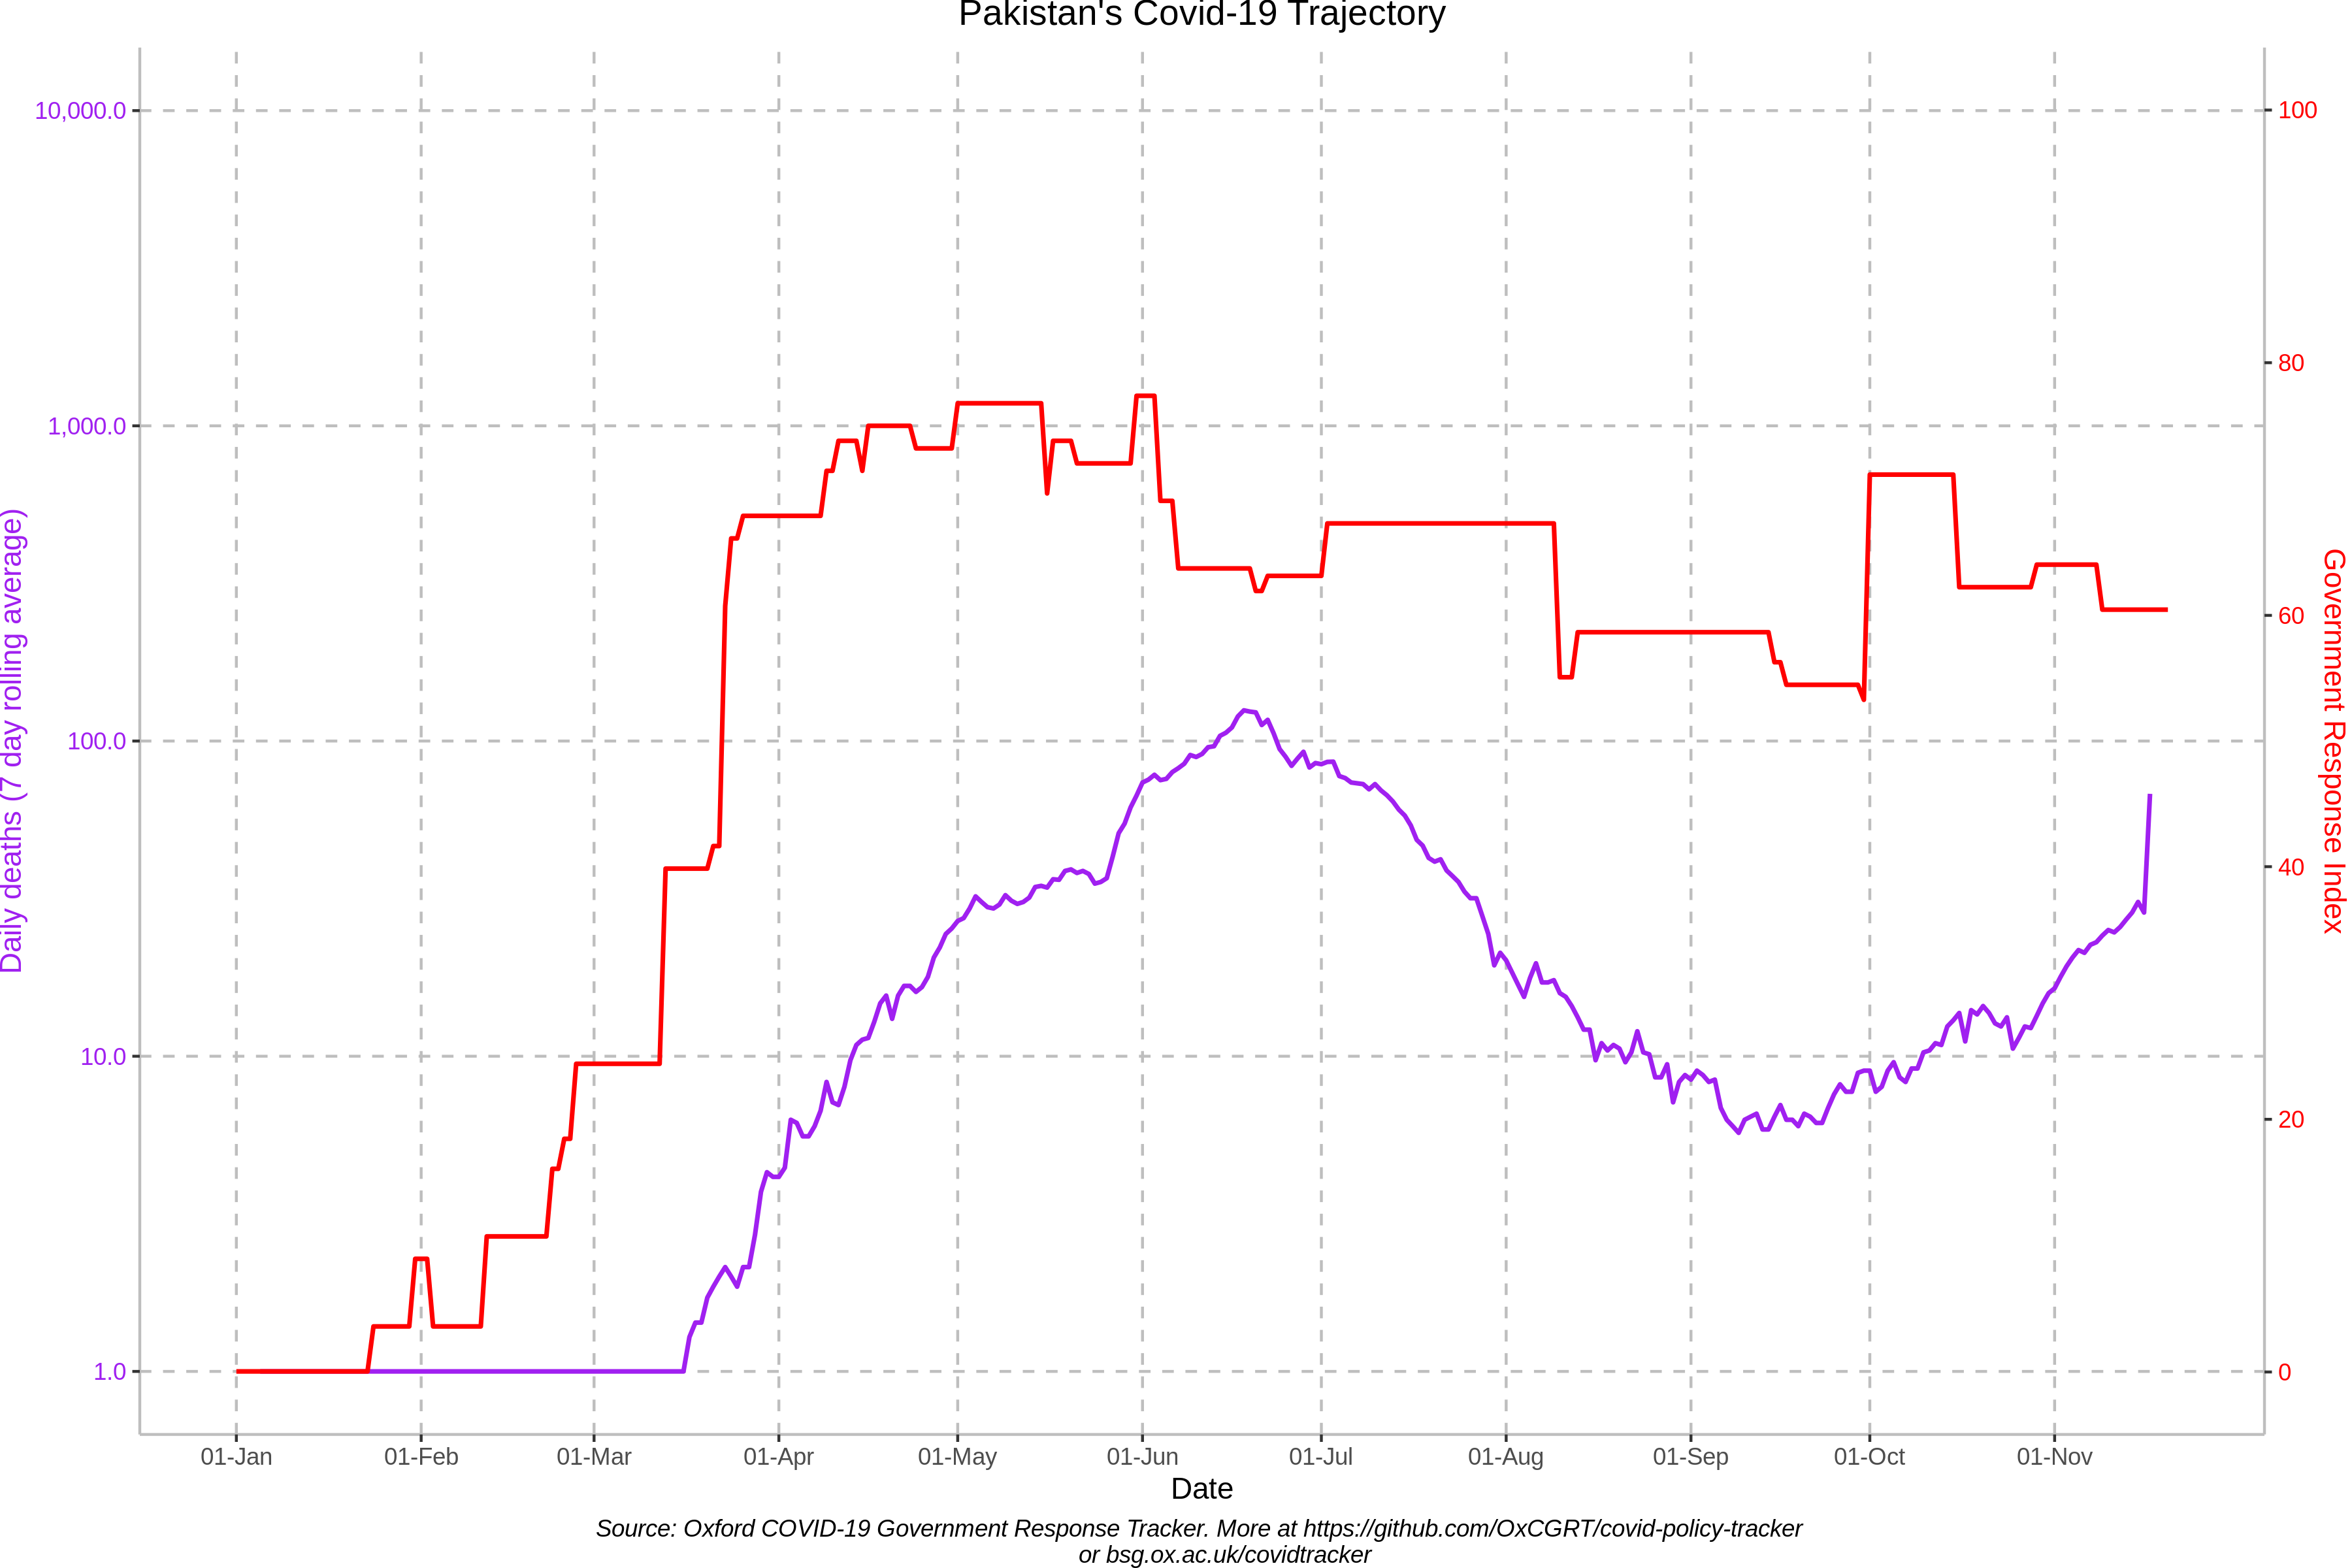 Pakistan's Covid-19 Trajectory
10,000.0
1,000.0
100.0
10.0
1.0
Daily deaths (7 day rolling average)
100
80
60
40
20
0
Government Response Index
01-Jan
01-Feb
01-Mar
01-Apr
01-May
01-Jun
01-Jul
01-Aug
01-Sep
01-Oct
01-Nov
Date
Source: Oxford COVID-19 Government Response Tracker. More at https://github.com/OxCGRT/covid-policy-tracker
or bsg.ox.ac.uk/covidtracker